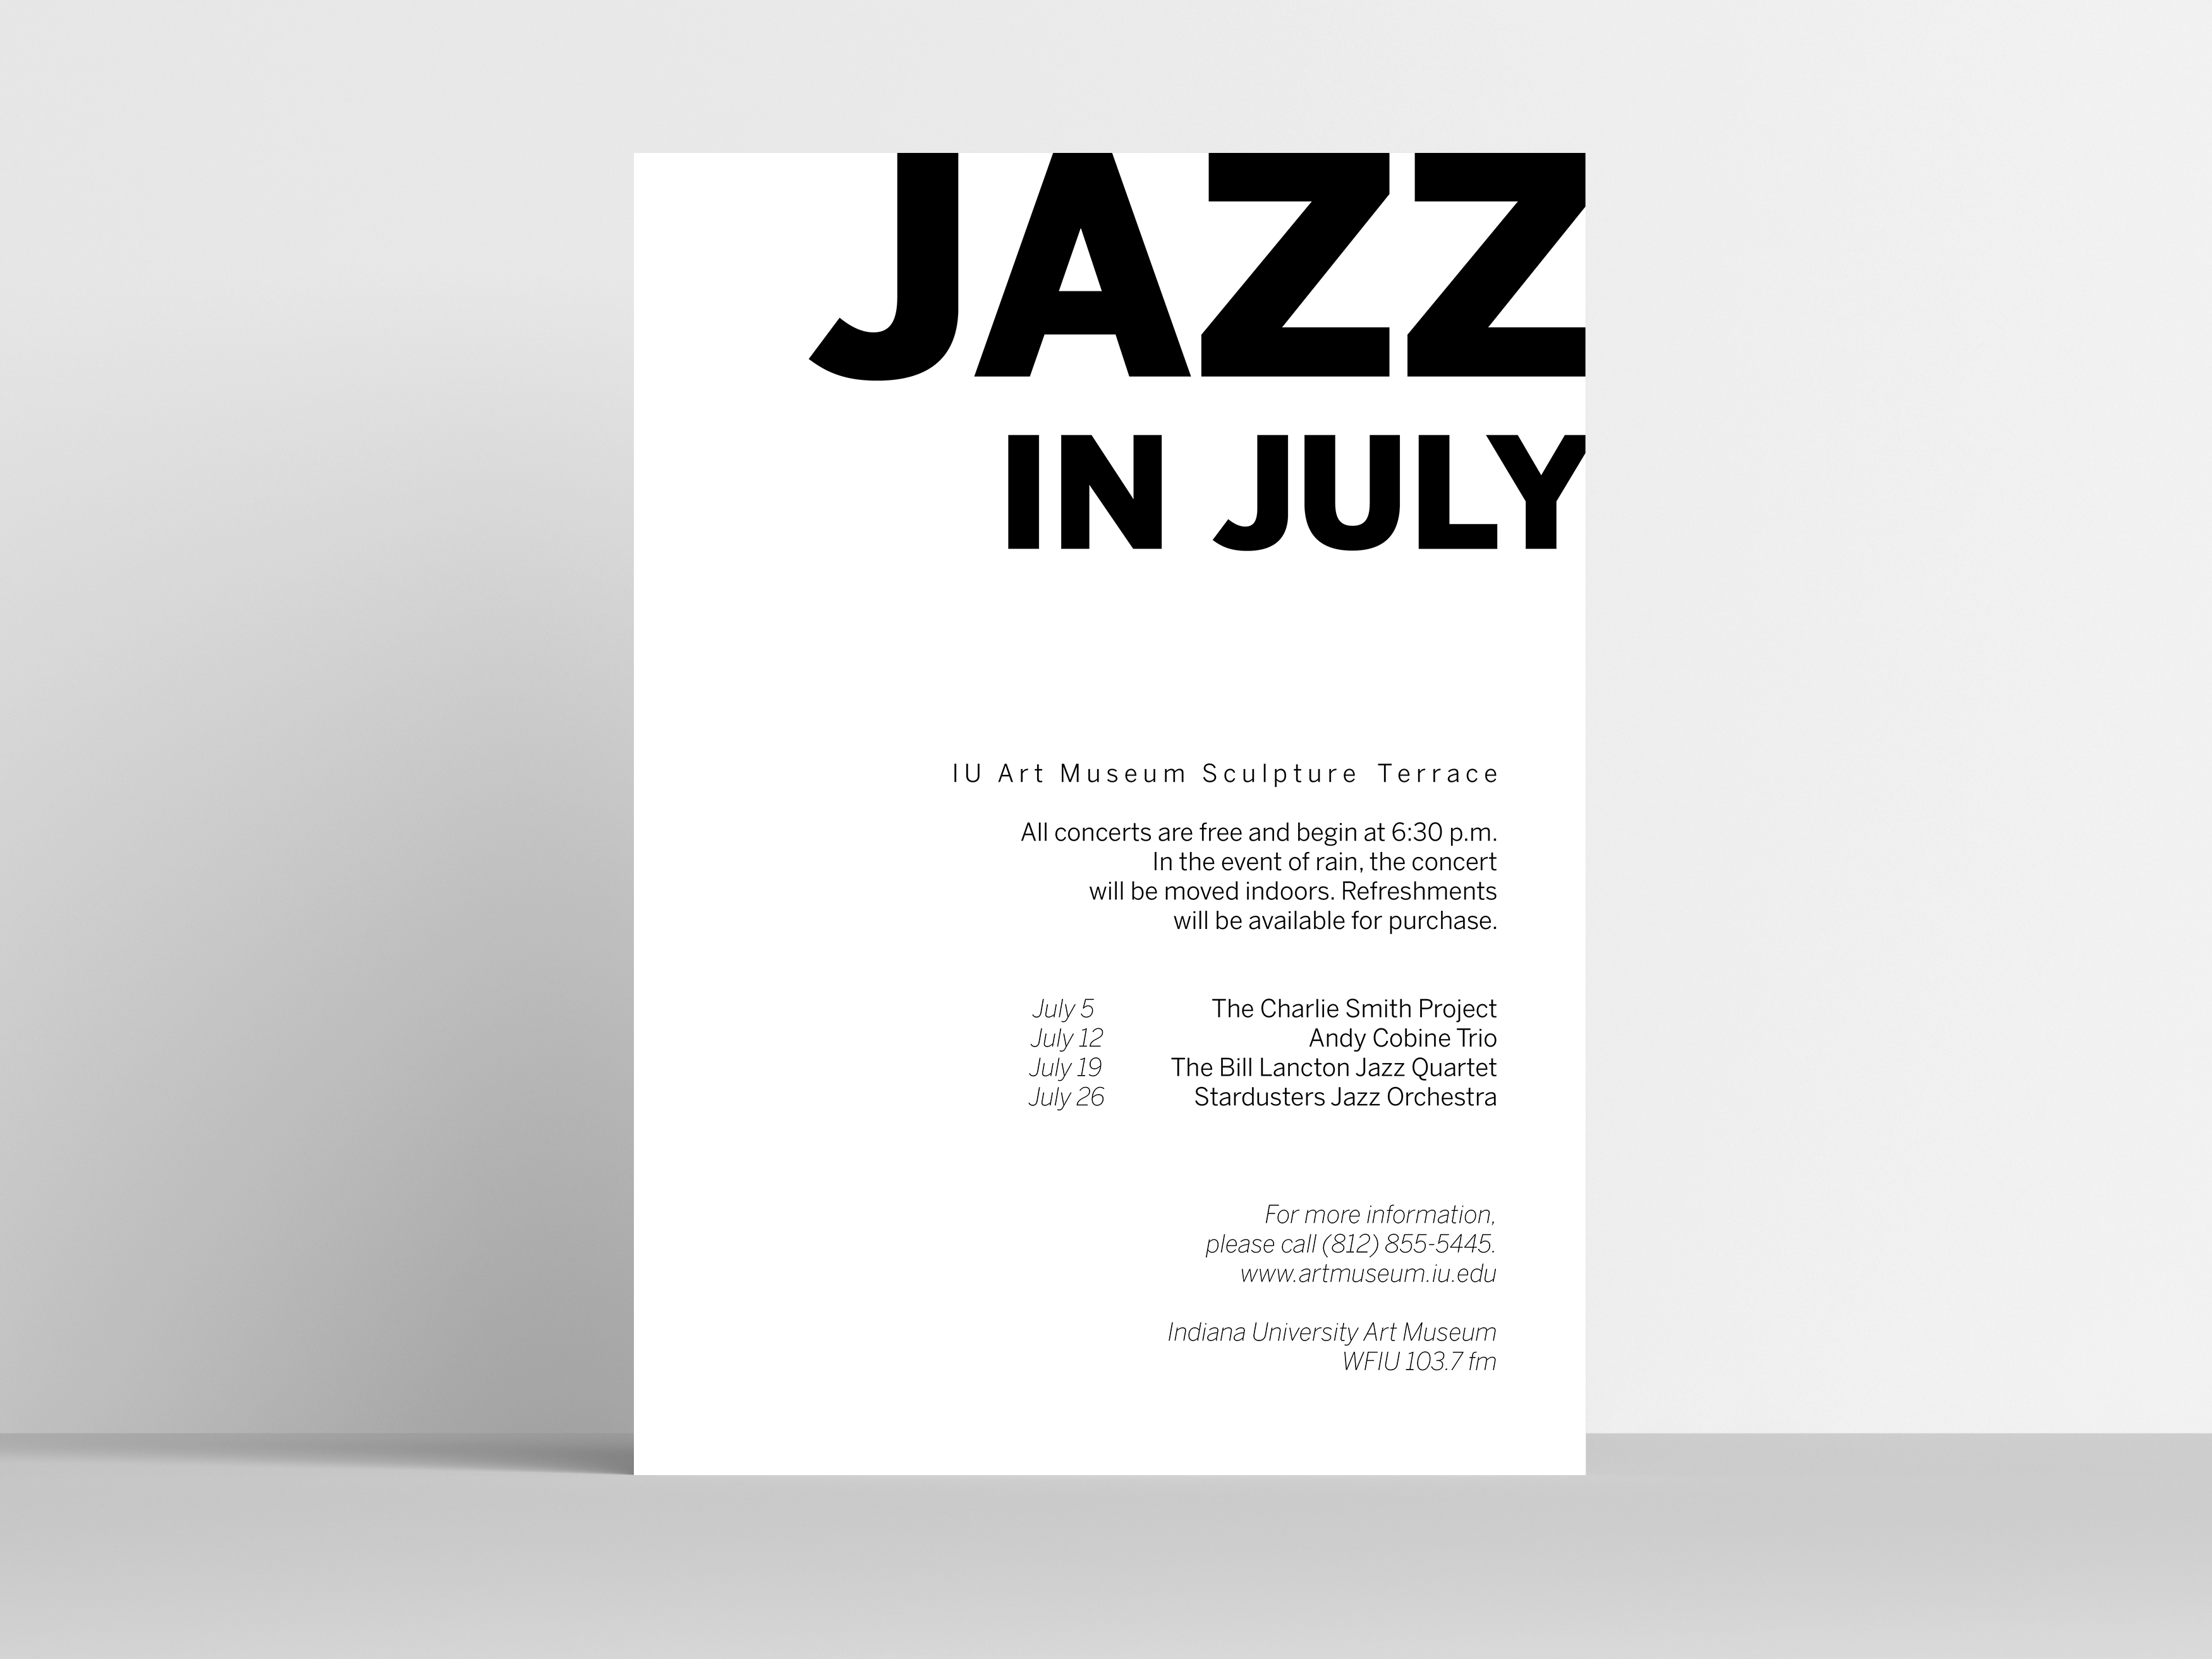 JAZZ
IN JULY
IU Art Museum Sculpture Terrace
All concerts are free and begin at 6:30 p.m.
In the event of rain, the concert
will be moved indoors. Refreshments
will be available for purchase.
July 5 The Charlie Smith Project
July 12 Andy Cobine Trio
July 19 The Bill Lancton Jazz Quartet
July 26 Stardusters Jazz Orchestra
For more information,
please call (812) 855-5445.
www.artmuseum.iu.edu
Indiana University Art Museum
WFIU 103.7 fm